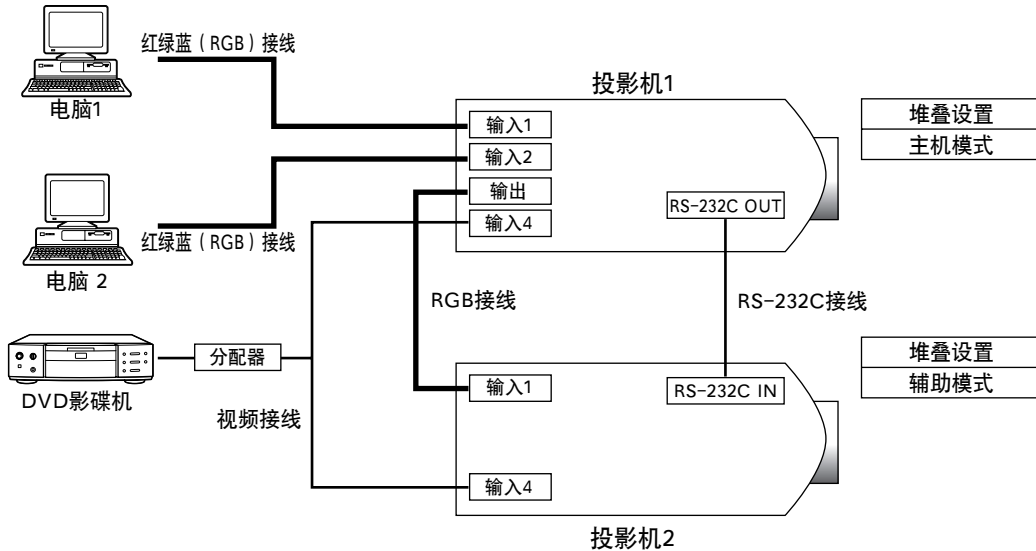 红绿蓝（RGB）接线
电脑1
投影机1
堆叠设置
主机模式
输入1
输入2
输出
输入4
RS-232C OUT
红绿蓝（RGB）接线
电脑 2
RGB接线
RS-232C接线
分配器
DVD影碟机
视频接线
堆叠设置
辅助模式
输入1
RS-232C IN
输入4
投影机2